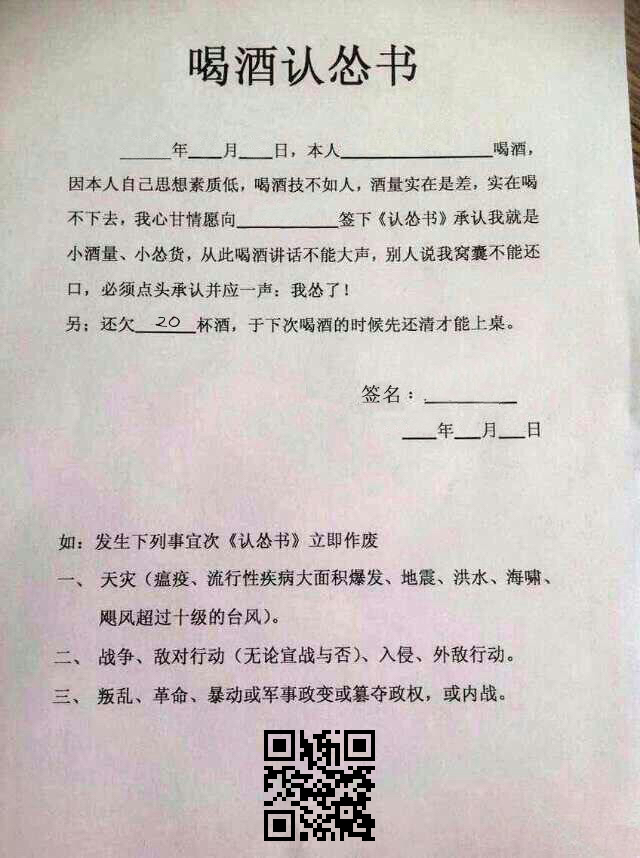 喝酒认怂书
_____年___月___日，本人________________喝酒，
因本人自己思想素质低，喝酒技不如人，酒量实在是差，实在喝
不下去，我心甘情愿向___________签下《认怂书》承认我就是
小酒量、小怂货，从此喝酒讲话不能大声，别人说我窝囊不能还
口，必须点头承认并应一声：我怂了！
另；还欠__20__杯酒，于下次喝酒的时候先还清才能上桌。
签名：__________
___年___月___日
如：发生下列事宜次《认怂书》立即作废
一、天灾（瘟疫、流行性疾病大面积爆发、地震、洪水、海啸、
飓风超过十级的台风）。
二、战争、敌对行动（无论宣战与否）、入侵、外敌行动。
三、叛乱、革命、暴动或军事政变或篡夺政权，或内战。